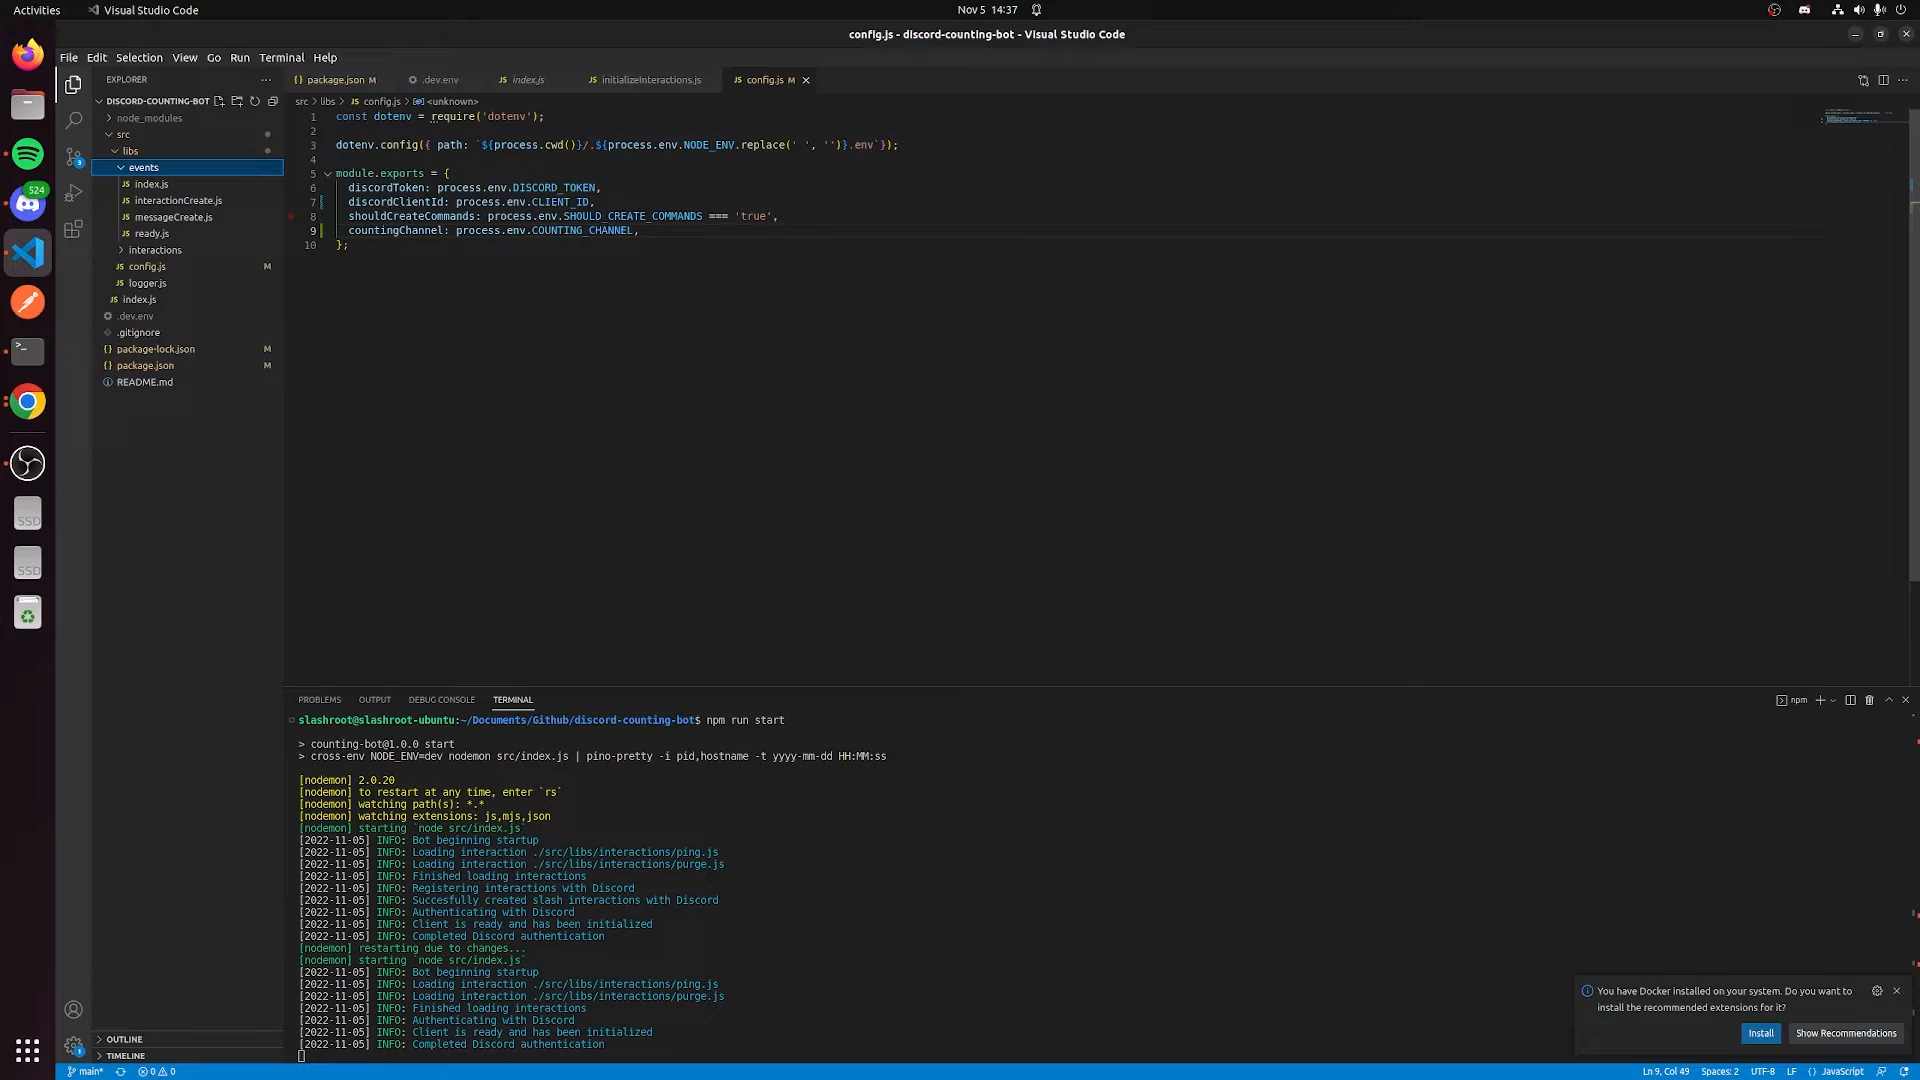 Activities
Visual Studio Code
Nov 5 14:37
config.js - discord-counting-bot - Visual Studio Code
File Edit Selection View Go Run Terminal Help
EXPLORER
package.json M
.dev.env
index.js
initializeInteractions.js
config.js M
DISCORD-COUNTING-BOT
src > libs > JS config.js > <unknown>
node_modules
src
libs
events
JS index.js
JS interactionCreate.js
JS messageCreate.js
JS ready.js
interactions
JS config.js M
JS logger.js
JS index.js
.dev.env
.gitignore
{} package-lock.json M
{} package.json M
README.md
524
3
SSD
SSD
1 const dotenv = require('dotenv');
2
3 dotenv.config({ path: `${process.cwd()}/.${process.env.NODE_ENV.replace(' ', '')}.env`});
4
5 module.exports = {
6 discordToken: process.env.DISCORD_TOKEN,
7 discordClientId: process.env.CLIENT_ID,
8 shouldCreateCommands: process.env.SHOULD_CREATE_COMMANDS === 'true',
9 countingChannel: process.env.COUNTING_CHANNEL,
10 };
PROBLEMS OUTPUT DEBUG CONSOLE TERMINAL
npm
slashroot@slashroot-ubuntu:~/Documents/Github/discord-counting-bot$ npm run start
> counting-bot@1.0.0 start
> cross-env NODE_ENV=dev nodemon src/index.js | pino-pretty -i pid,hostname -t yyyy-mm-dd HH:MM:ss
[nodemon] 2.0.20
[nodemon] to restart at any time, enter `rs`
[nodemon] watching path(s): *.*
[nodemon] watching extensions: js,mjs,json
[nodemon] starting `node src/index.js`
[2022-11-05] INFO: Bot beginning startup
[2022-11-05] INFO: Loading interaction ./src/libs/interactions/ping.js
[2022-11-05] INFO: Loading interaction ./src/libs/interactions/purge.js
[2022-11-05] INFO: Finished loading interactions
[2022-11-05] INFO: Registering interactions with Discord
[2022-11-05] INFO: Succesfully created slash interactions with Discord
[2022-11-05] INFO: Authenticating with Discord
[2022-11-05] INFO: Client is ready and has been initialized
[2022-11-05] INFO: Completed Discord authentication
[nodemon] restarting due to changes...
[nodemon] starting `node src/index.js`
[2022-11-05] INFO: Bot beginning startup
[2022-11-05] INFO: Loading interaction ./src/libs/interactions/ping.js
[2022-11-05] INFO: Loading interaction ./src/libs/interactions/purge.js
[2022-11-05] INFO: Finished loading interactions
[2022-11-05] INFO: Authenticating with Discord
[2022-11-05] INFO: Client is ready and has been initialized
[2022-11-05] INFO: Completed Discord authentication
You have Docker installed on your system. Do you want to
install the recommended extensions for it?
Install
Show Recommendations
OUTLINE
TIMELINE
1
main*
0 0
Ln 9, Col 49
Spaces: 2
UTF-8
LF
{} JavaScript